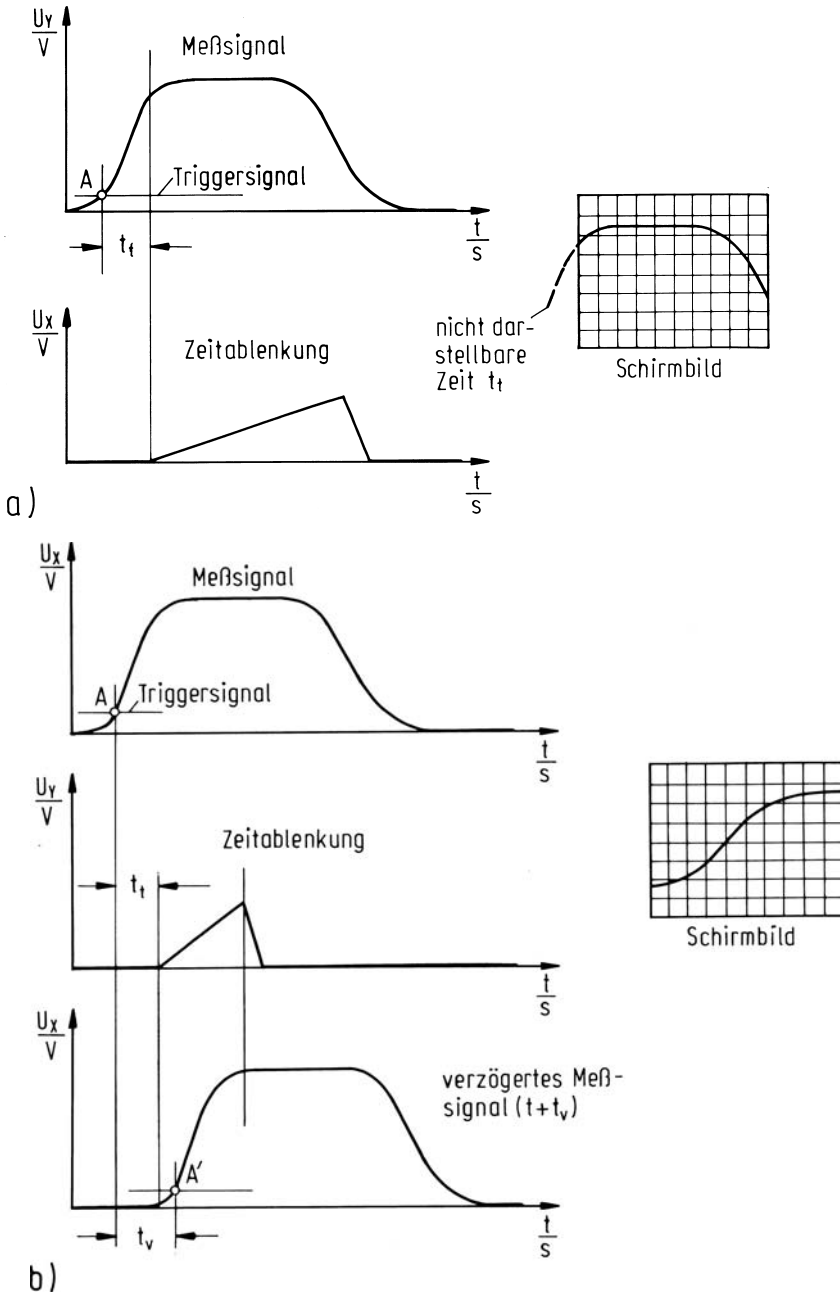 U_Y/V
Meßsignal
A
Triggersignal
t_t
t/s
U_X/V
Zeitablenkung
t/s
nicht dar-
stellbare
Zeit t_t
Schirmbild
a)
U_X/V
Meßsignal
A
Triggersignal
t/s
U_Y/V
Zeitablenkung
t_t
t/s
Schirmbild
U_X/V
verzögertes Meß-
signal (t+t_v)
A′
t_v
t/s
b)